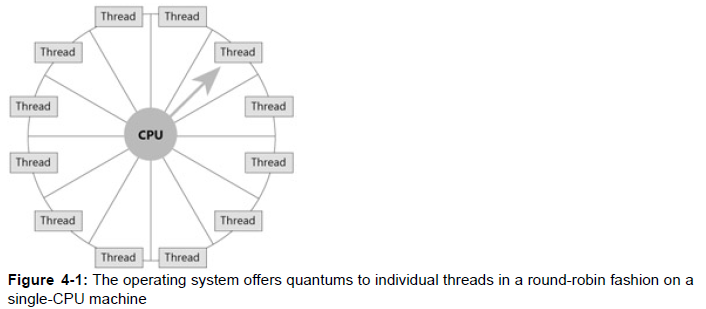 Thread Thread
Thread Thread
Thread Thread
CPU
Thread Thread
Thread Thread
Thread Thread
Figure 4-1: The operating system offers quantums to individual threads in a round-robin fashion on a
single-CPU machine